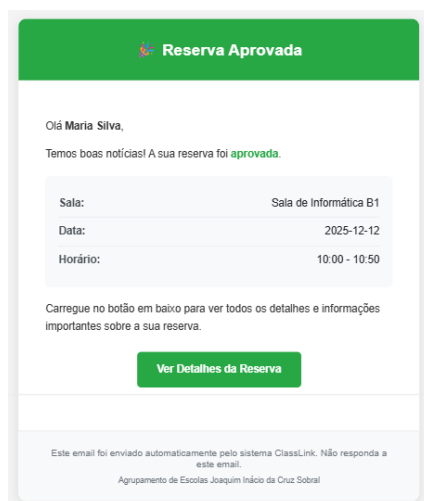 🎉 Reserva Aprovada
Olá Maria Silva,
Temos boas notícias! A sua reserva foi aprovada.
Sala: Sala de Informática B1
Data: 2025-12-12
Horário: 10:00 - 10:50
Carregue no botão em baixo para ver todos os detalhes e informações
importantes sobre a sua reserva.
Ver Detalhes da Reserva
Este email foi enviado automaticamente pelo sistema ClassLink. Não responda a
este email.
Agrupamento de Escolas Joaquim Inácio da Cruz Sobral